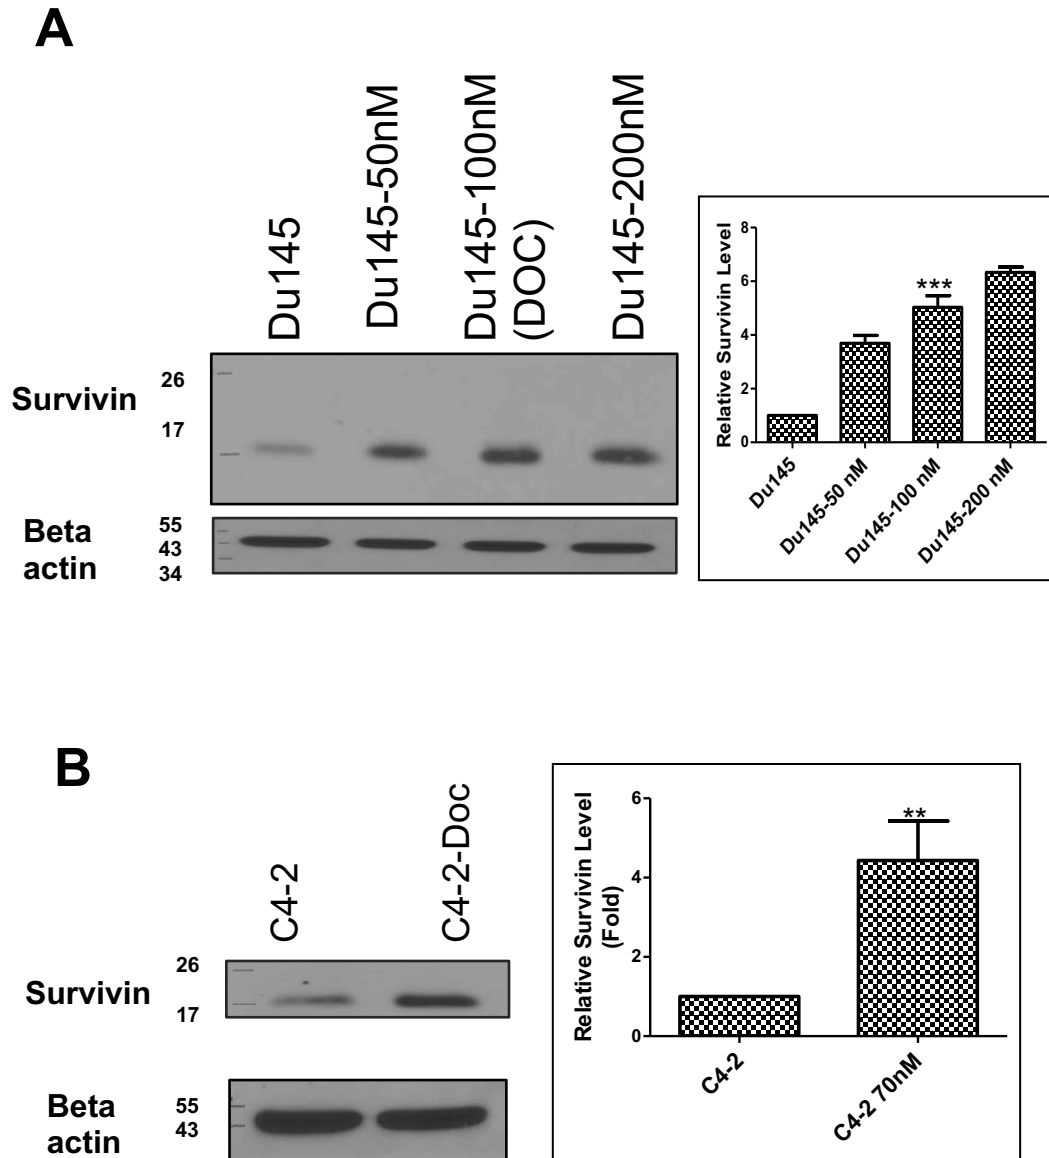 A
Du145
Du145-50nM
Du145-100nM
(DOC)
Du145-200nM
Survivin
26
17
Beta
actin
55
43
34
Relative Survivin Level
8
6
4
2
0
***
Du145
Du145-50 nM
Du145-100 nM
Du145-200 nM
B
C4-2
C4-2-Doc
Survivin
26
17
Beta
actin
55
43
Relative Survivin Level
(Fold)
6
4
2
0
**
C4-2
C4-2 70nM